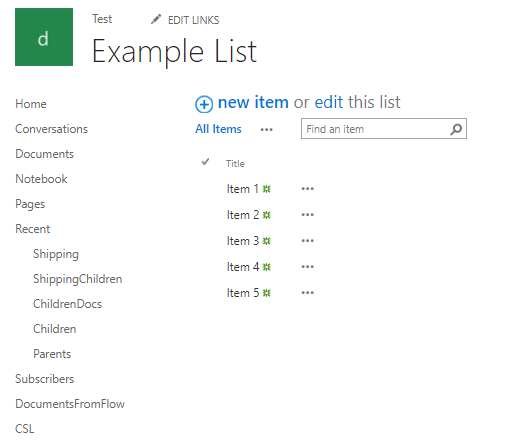 d
Test EDIT LINKS
Example List
Home
Conversations
Documents
Notebook
Pages
Recent
Shipping
ShippingChildren
ChildrenDocs
Children
Parents
Subscribers
DocumentsFromFlow
CSL
new item or edit this list
All Items ••• Find an item
Title
Item 1 •••
Item 2 •••
Item 3 •••
Item 4 •••
Item 5 •••